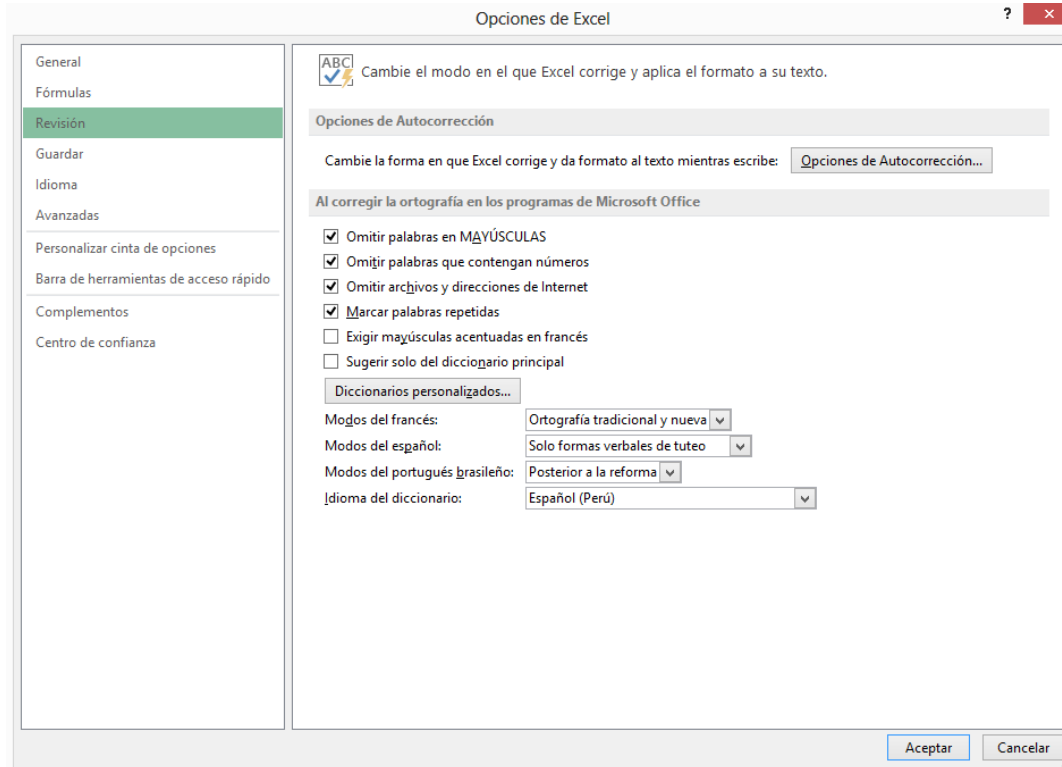 Opciones de Excel
?
General
Fórmulas
Revisión
Guardar
Idioma
Avanzadas
Personalizar cinta de opciones
Barra de herramientas de acceso rápido
Complementos
Centro de confianza
ABC
Cambie el modo en el que Excel corrige y aplica el formato a su texto.
Opciones de Autocorrección
Cambie la forma en que Excel corrige y da formato al texto mientras escribe: Opciones de Autocorrección...
Al corregir la ortografía en los programas de Microsoft Office
Omitir palabras en MAYÚSCULAS
Omitir palabras que contengan números
Omitir archivos y direcciones de Internet
Marcar palabras repetidas
Exigir mayúsculas acentuadas en francés
Sugerir solo del diccionario principal
Diccionarios personalizados...
Modos del francés: Ortografía tradicional y nueva
Modos del español: Solo formas verbales de tuteo
Modos del portugués brasileño: Posterior a la reforma
Idioma del diccionario: Español (Perú)
Aceptar Cancelar